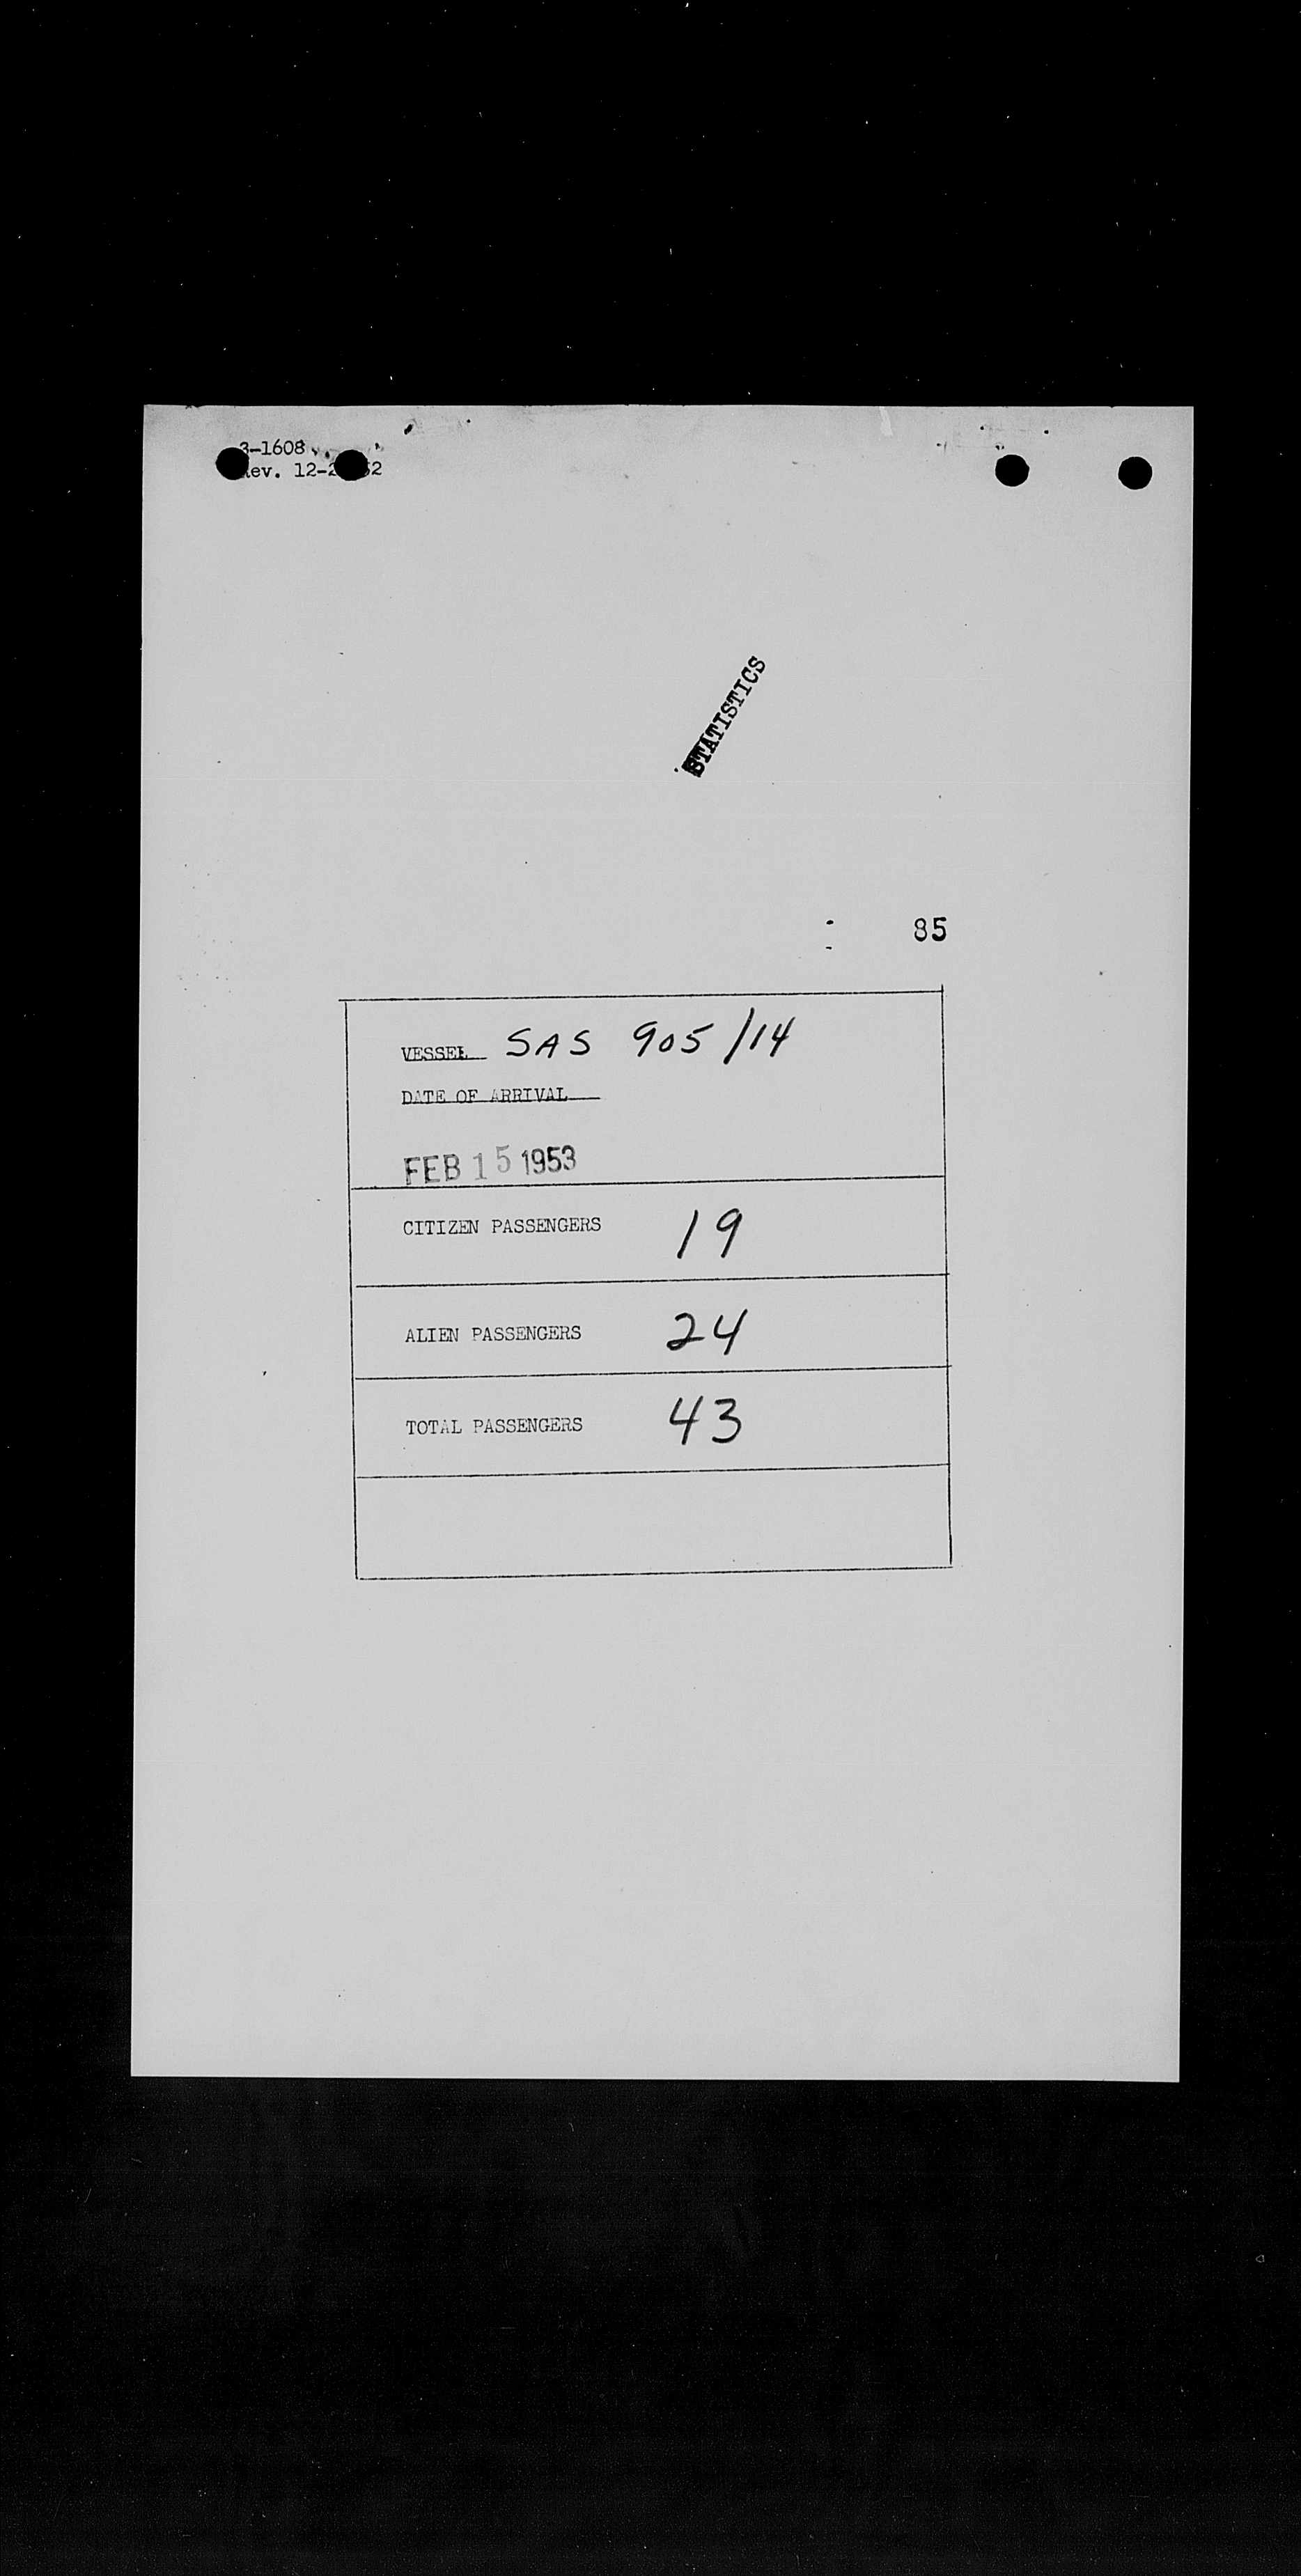 3-1608
Rev. 12-2 52
STATISTICS
85
VESSEL SAS 905/14
DATE OF ARRIVAL
FEB 15 1953
CITIZEN PASSENGERS 19
ALIEN PASSENGERS 24
TOTAL PASSENGERS 43